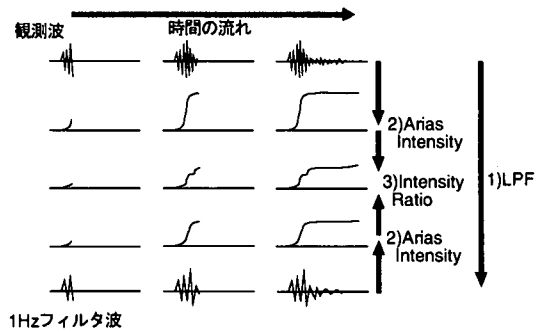 観測波
時間の流れ
2)Arias
Intensity
3)Intensity
Ratio
1)LPF
2)Arias
Intensity
1Hzフィルタ波